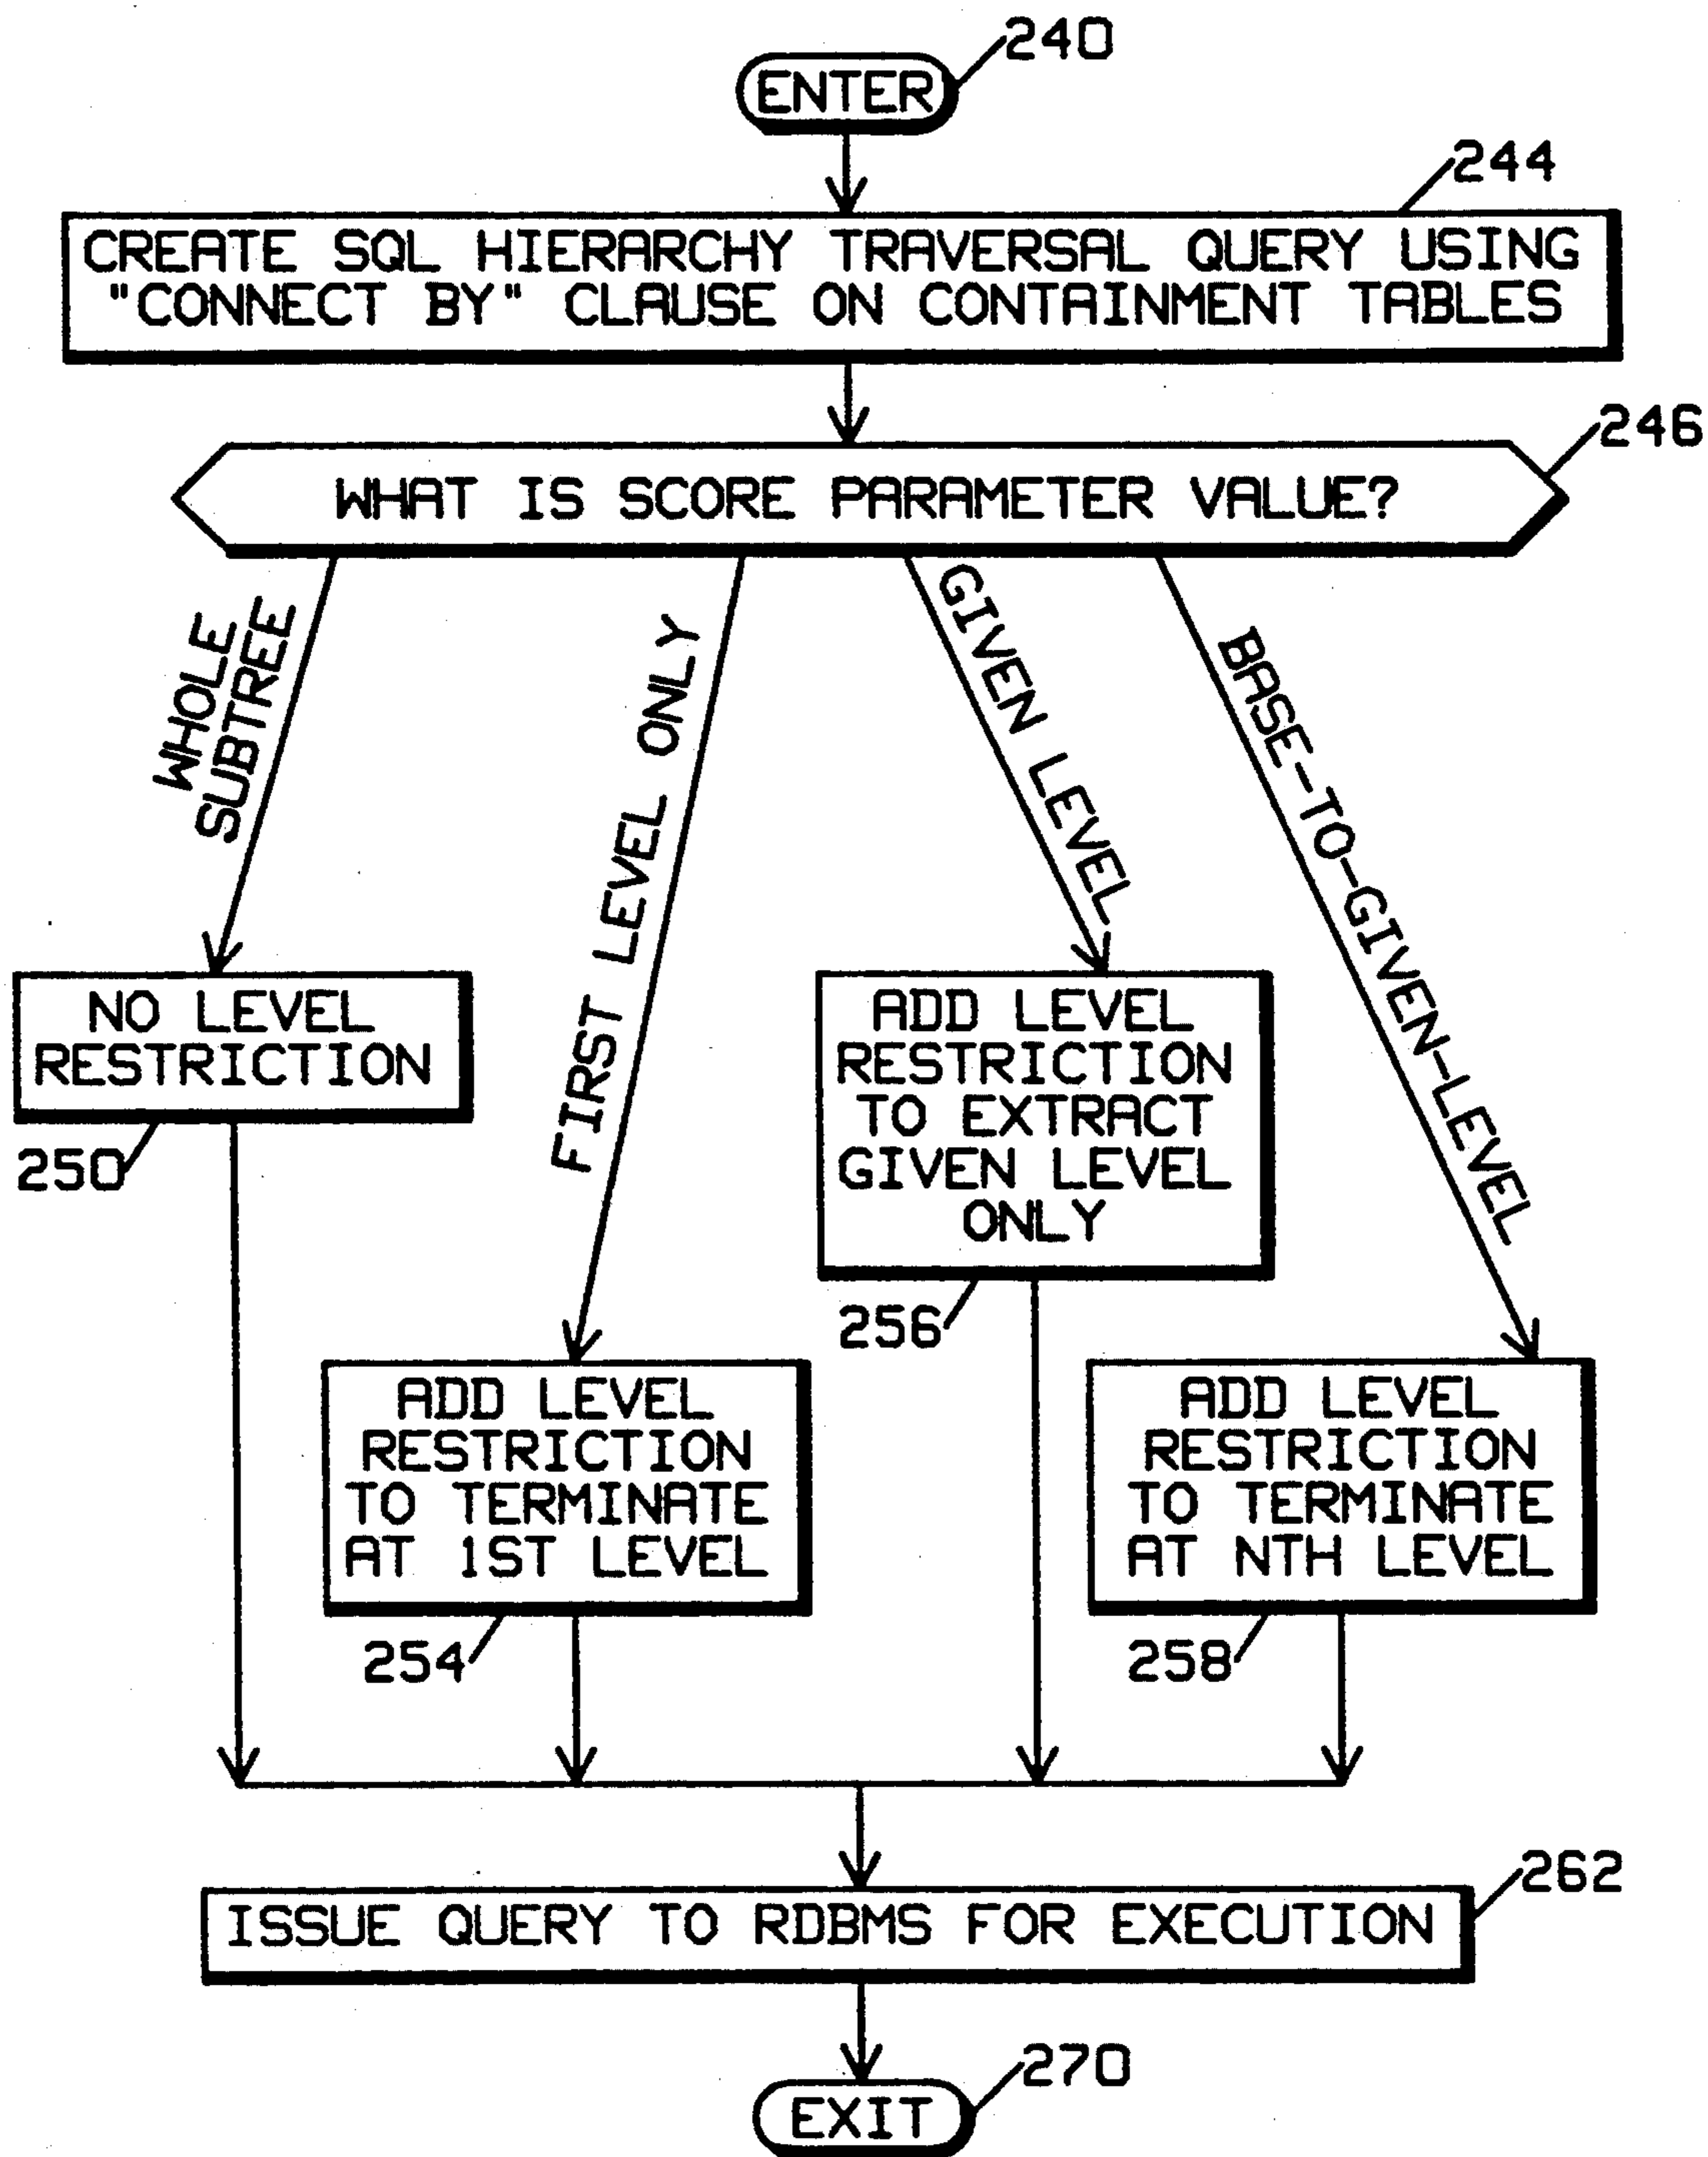 240
ENTER
244
CREATE SQL HIERARCHY TRAVERSAL QUERY USING
"CONNECT BY" CLAUSE ON CONTAINMENT TABLES
246
WHAT IS SCORE PARAMETER VALUE?
WHOLE
SUBTREE
FIRST LEVEL ONLY
GIVEN LEVEL
BASE-TO-GIVEN-LEVEL
NO LEVEL
RESTRICTION
250
ADD LEVEL
RESTRICTION
TO EXTRACT
GIVEN LEVEL
ONLY
256
ADD LEVEL
RESTRICTION
TO TERMINATE
AT 1ST LEVEL
254
ADD LEVEL
RESTRICTION
TO TERMINATE
AT NTH LEVEL
258
262
ISSUE QUERY TO RDBMS FOR EXECUTION
270
EXIT